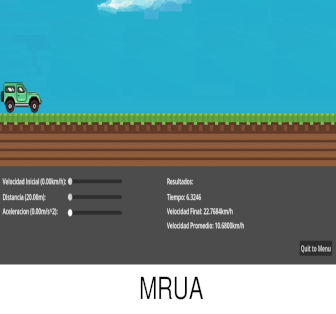 Velocidad Inicial (0.00km/h):
Distancia (20.00m):
Aceleracion (0.00m/s^2):
Resultados:
Tiempo: 6.3246
Velocidad Final: 22.7684km/h
Velocidad Promedio: 10.6800km/h
Quit to Menu
MRUA